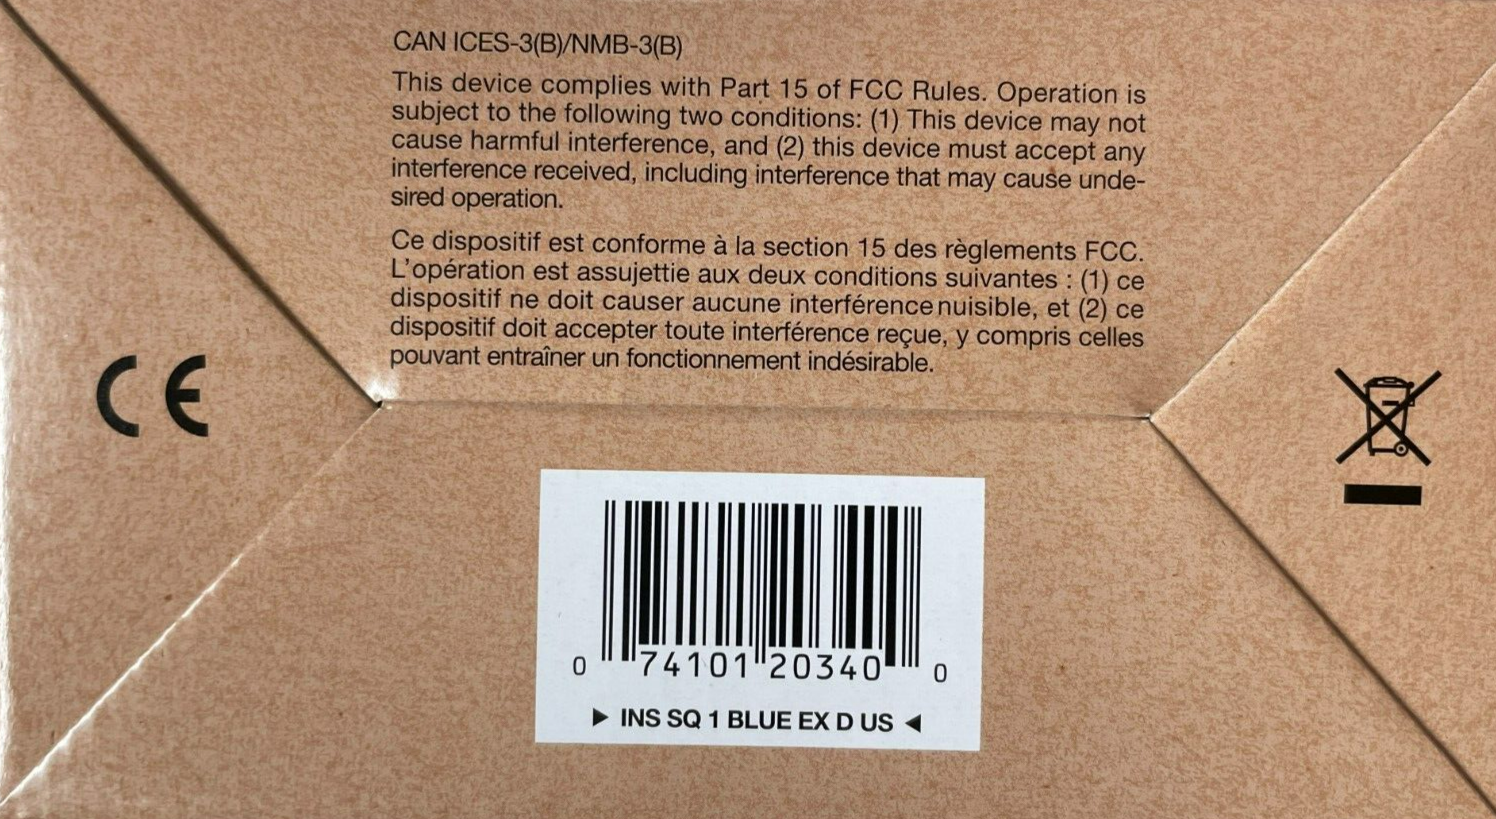 CAN ICES-3(B)/NMB-3(B)
This device complies with Part 15 of FCC Rules. Operation is
subject to the following two conditions: (1) This device may not
cause harmful interference, and (2) this device must accept any
interference received, including interference that may cause unde-
sired operation.
Ce dispositif est conforme à la section 15 des règlements FCC.
L'opération est assujettie aux deux conditions suivantes : (1) ce
dispositif ne doit causer aucune interférence nuisible, et (2) ce
dispositif doit accepter toute interférence reçue, y compris celles
pouvant entraîner un fonctionnement indésirable.
CE
0 74101 20340 0
▶ INS SQ 1 BLUE EX D US ◀